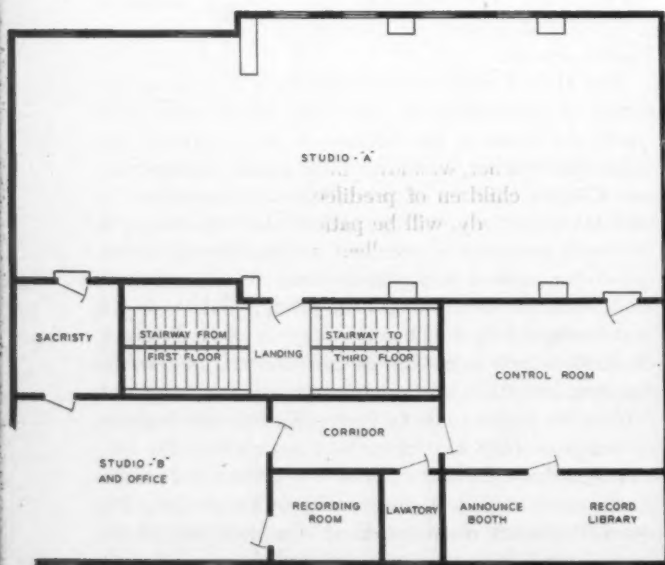 STUDIO-"A"
SACRISTY
STAIRWAY FROM
FIRST FLOOR
LANDING
STAIRWAY TO
THIRD FLOOR
CONTROL ROOM
CORRIDOR
STUDIO-"B"
AND OFFICE
RECORDING
ROOM
LAVATORY
ANNOUNCE
BOOTH
RECORD
LIBRARY